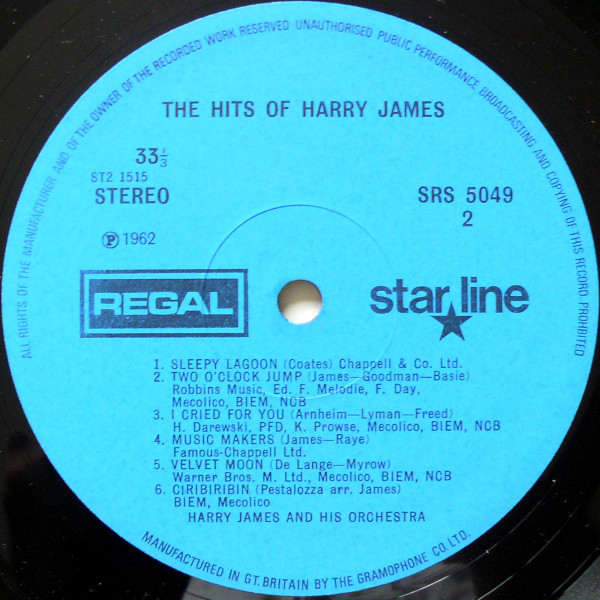 ALL RIGHTS OF THE MANUFACTURER AND OF THE OWNER OF THE RECORDED WORK RESERVED UNAUTHORISED PUBLIC PERFORMANCE BROADCASTING AND COPYING OF THIS RECORD PROHIBITED
THE HITS OF HARRY JAMES
33⅓
ST2 1515
STEREO
SRS 5049
2
℗ 1962
REGAL
star line
1. SLEEPY LAGOON (Coates) Chappell & Co. Ltd.
2. TWO O'CLOCK JUMP (James—Goodman—Basie)
Robbins Music, Ed. F. Melodie, F. Day,
Mecolico, BIEM, NCB
3. I CRIED FOR YOU (Arnheim—Lyman—Freed)
H. Darewski, PFD, K. Prowse, Mecolico, BIEM, NCB
4. MUSIC MAKERS (James—Raye)
Famous-Chappell Ltd.
5. VELVET MOON (De Lange—Myrow)
Warner Bros. M. Ltd., Mecolico, BIEM, NCB
6. CIRIBIRIBIN (Pestalozza arr. James)
BIEM, Mecolico
HARRY JAMES AND HIS ORCHESTRA
MANUFACTURED IN GT. BRITAIN BY THE GRAMOPHONE CO LTD.